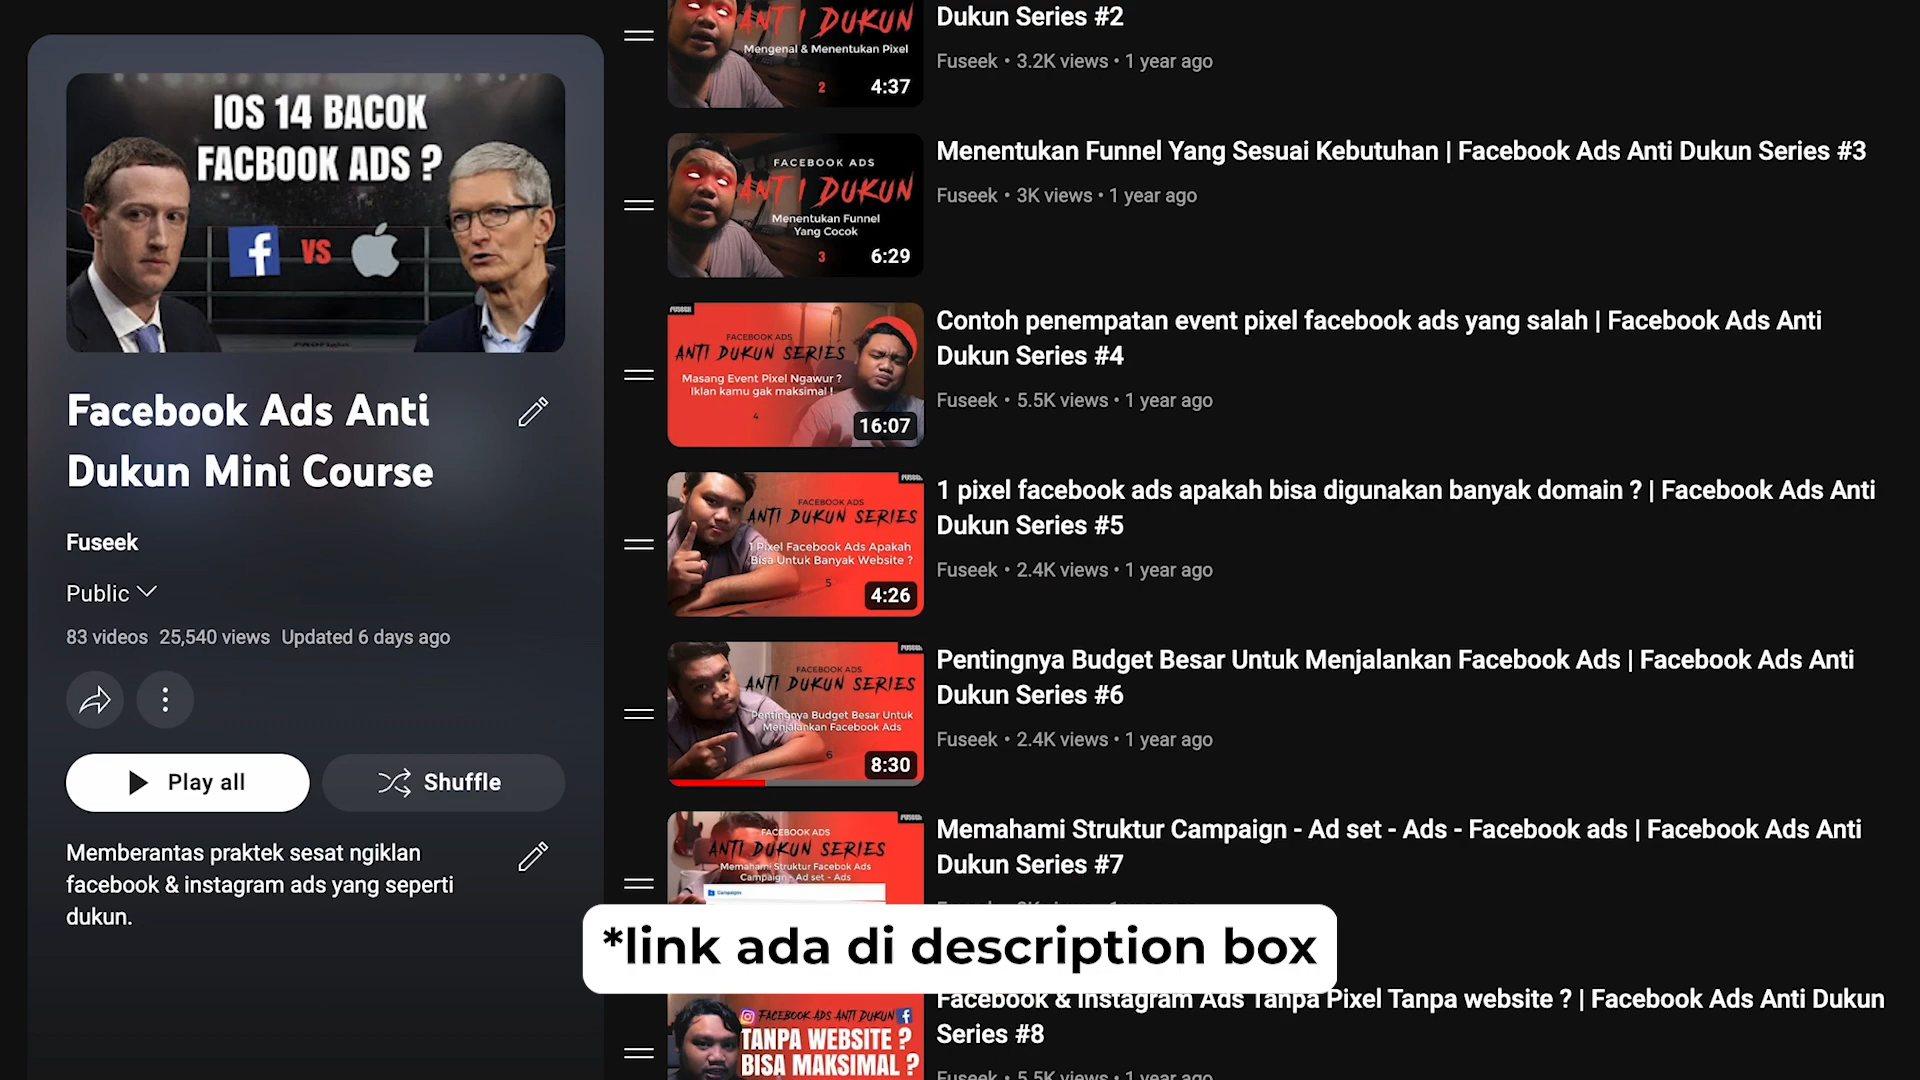 IOS 14 BACOK
FACBOOK ADS ?
VS
Facebook Ads Anti
Dukun Mini Course
Fuseek
Public
83 videos 25,540 views Updated 6 days ago
Play all
Shuffle
Memberantas praktek sesat ngiklan
facebook & instagram ads yang seperti
dukun.
ANTI DUKUN
Mengenal & Menentukan Pixel
2
4:37
Dukun Series #2
Fuseek • 3.2K views • 1 year ago
FACEBOOK ADS
ANTI DUKUN
Menentukan Funnel
Yang Cocok
3
6:29
Menentukan Funnel Yang Sesuai Kebutuhan | Facebook Ads Anti Dukun Series #3
Fuseek • 3K views • 1 year ago
FUSEEK
FACEBOOK ADS
ANTI DUKUN SERIES
Masang Event Pixel Ngawur ?
Iklan kamu gak maksimal !
4
16:07
Contoh penempatan event pixel facebook ads yang salah | Facebook Ads Anti
Dukun Series #4
Fuseek • 5.5K views • 1 year ago
FUSEEK
FACEBOOK ADS
ANTI DUKUN SERIES
1 Pixel Facebook Ads Apakah
Bisa Untuk Banyak Website ?
5
4:26
1 pixel facebook ads apakah bisa digunakan banyak domain ? | Facebook Ads Anti
Dukun Series #5
Fuseek • 2.4K views • 1 year ago
FUSEEK
FACEBOOK ADS
ANTI DUKUN SERIES
Pentingnya Budget Besar Untuk
Menjalankan Facebook Ads
6
8:30
Pentingnya Budget Besar Untuk Menjalankan Facebook Ads | Facebook Ads Anti
Dukun Series #6
Fuseek • 2.4K views • 1 year ago
FUSEEK
FACEBOOK ADS
ANTI DUKUN SERIES
Memahami Struktur Facebok Ads
Campaign - Ad set - Ads
Campaigns
Memahami Struktur Campaign - Ad set - Ads - Facebook ads | Facebook Ads Anti
Dukun Series #7
*link ada di description box
FACEBOOK ADS ANTI DUKUN
TANPA WEBSITE ?
BISA MAKSIMAL ?
Facebook & Instagram Ads Tanpa Pixel Tanpa website ? | Facebook Ads Anti Dukun
Series #8
Fuseek • 5.5K views • 1 year ago